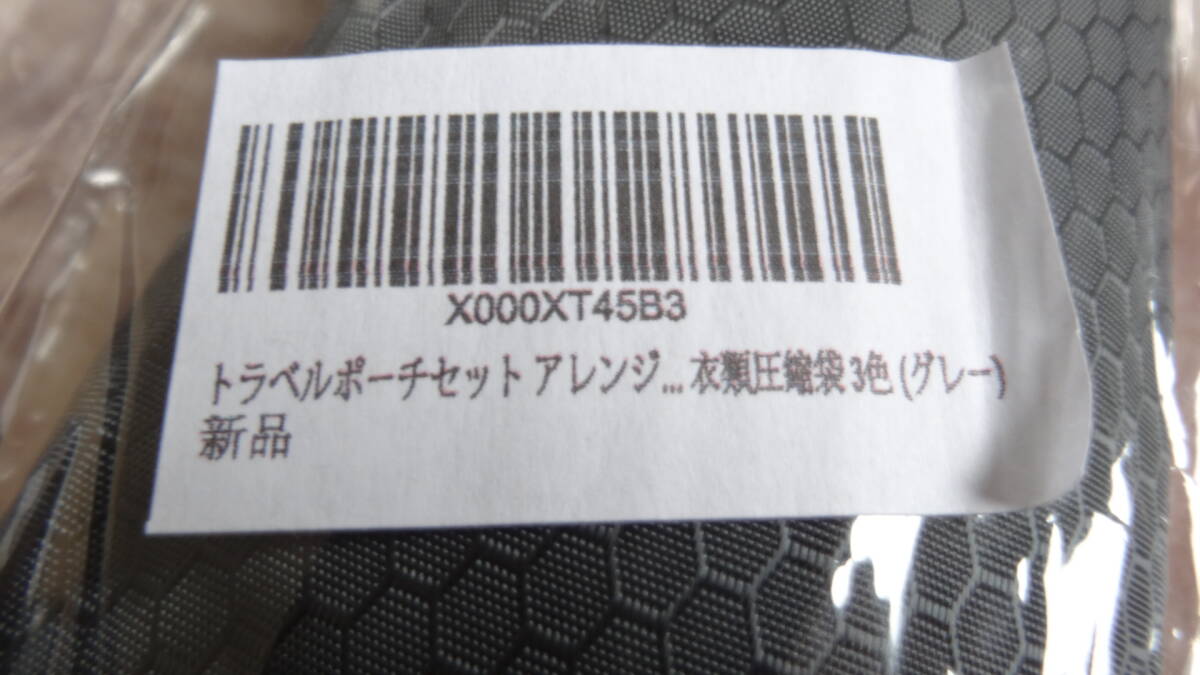 X000XT45B3
トラベルポーチセット アレンジ... 衣類圧縮袋 3色 (グレー)
新品